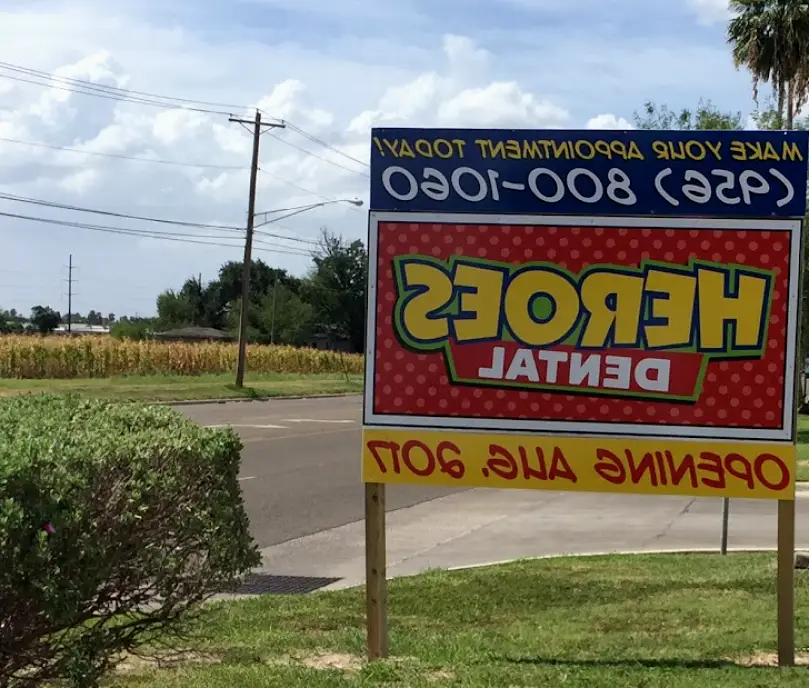 MAKE YOUR APPOINTMENT TODAY!
(956) 800-1060
HEROES
DENTAL
OPENING AUG. 2017